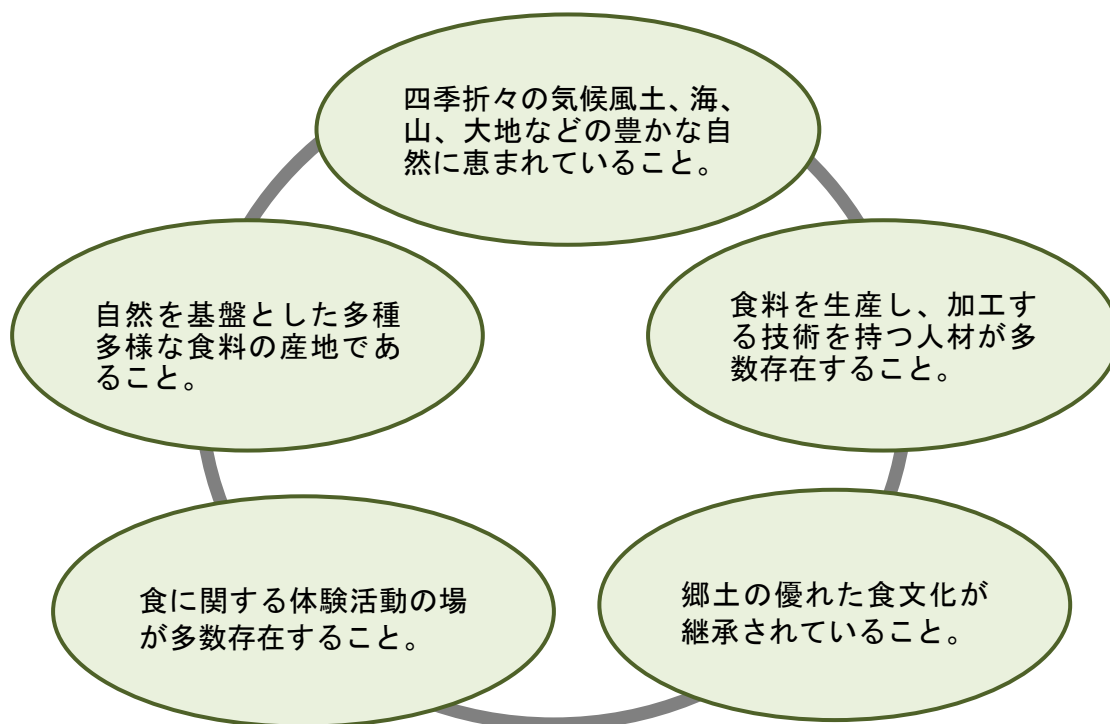 四季折々の気候風土、海、
山、大地などの豊かな自
然に恵まれていること。
自然を基盤とした多種
多様な食料の産地であ
ること。
食料を生産し、加工す
る技術を持つ人材が多
数存在すること。
食に関する体験活動の場
が多数存在すること。
郷土の優れた食文化が
継承されていること。